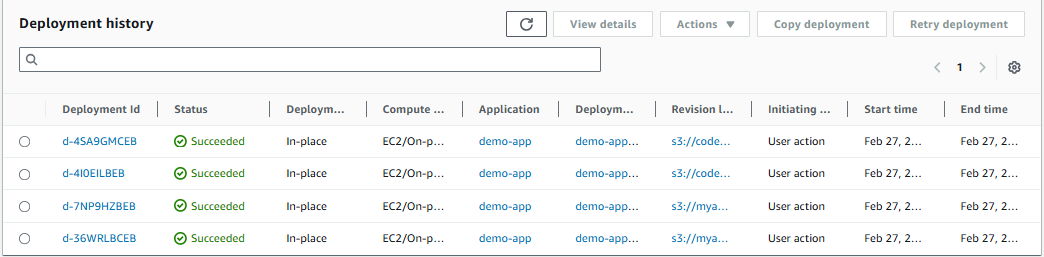 Deployment history View details Actions Copy deployment Retry deployment
1
Deployment Id Status Deploym... Compute ... Application Deploym... Revision l... Initiating ... Start time End time
d-4SA9GMCEB Succeeded In-place EC2/On-p... demo-app demo-app... s3://code... User action Feb 27, 2... Feb 27, 2...
d-4I0EILBEB Succeeded In-place EC2/On-p... demo-app demo-app... s3://code... User action Feb 27, 2... Feb 27, 2...
d-7NP9HZBEB Succeeded In-place EC2/On-p... demo-app demo-app... s3://mya... User action Feb 27, 2... Feb 27, 2...
d-36WRLBCEB Succeeded In-place EC2/On-p... demo-app demo-app... s3://mya... User action Feb 27, 2... Feb 27, 2...